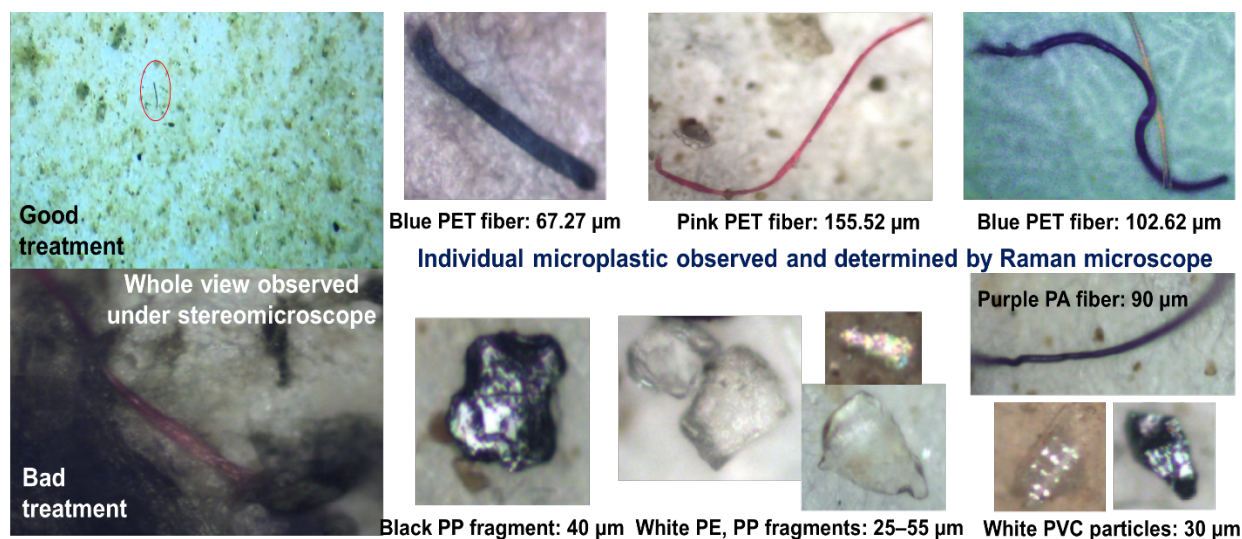 Good
treatment
Whole view observed
under stereomicroscope
Bad
treatment
Blue PET fiber: 67.27 µm
Pink PET fiber: 155.52 µm
Blue PET fiber: 102.62 µm
Individual microplastic observed and determined by Raman microscope
Purple PA fiber: 90 µm
Black PP fragment: 40 µm
White PE, PP fragments: 25–55 µm
White PVC particles: 30 µm